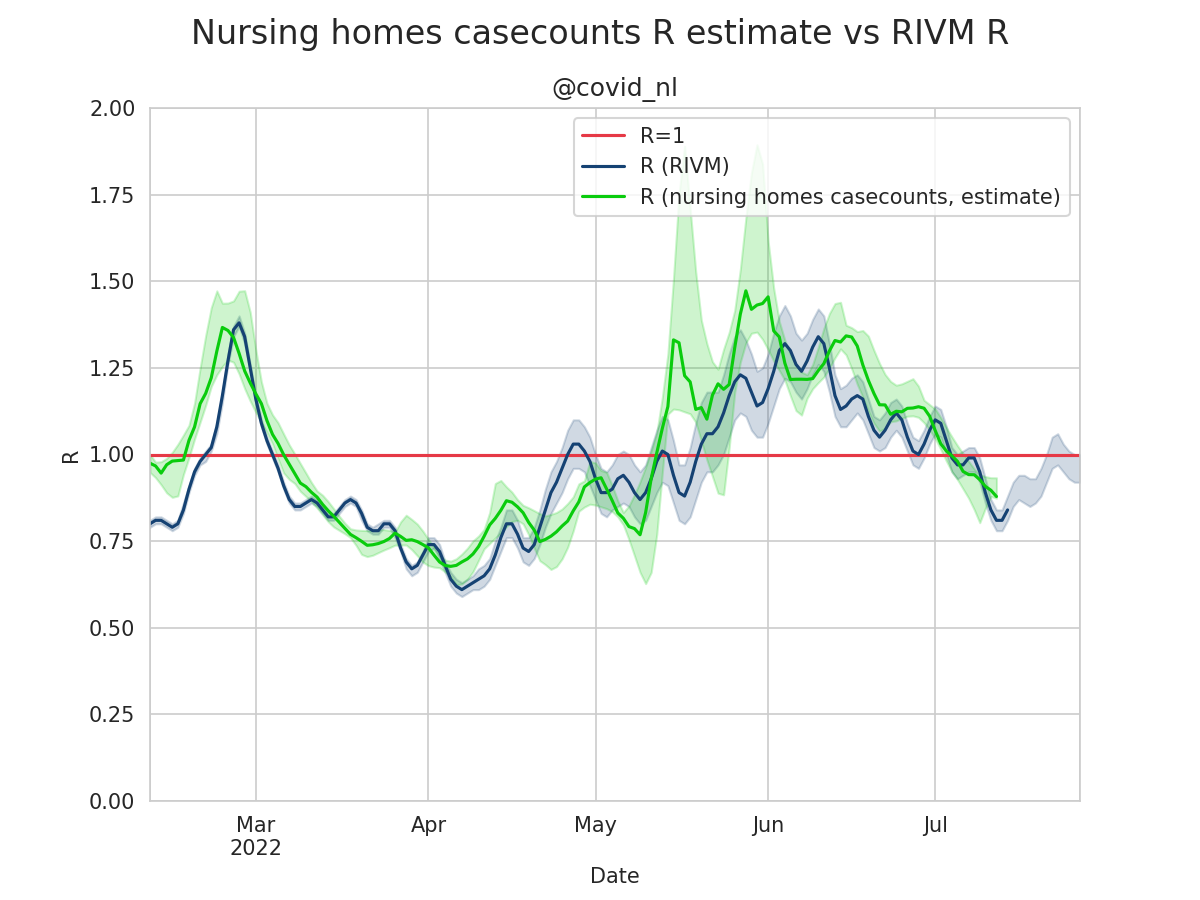 Nursing homes casecounts R estimate vs RIVM R
@covid_nl
2.00
1.75
1.50
1.25
1.00
0.75
0.50
0.25
0.00
R
R=1
R (RIVM)
R (nursing homes casecounts, estimate)
Mar
2022
Apr
May
Jun
Jul
Date